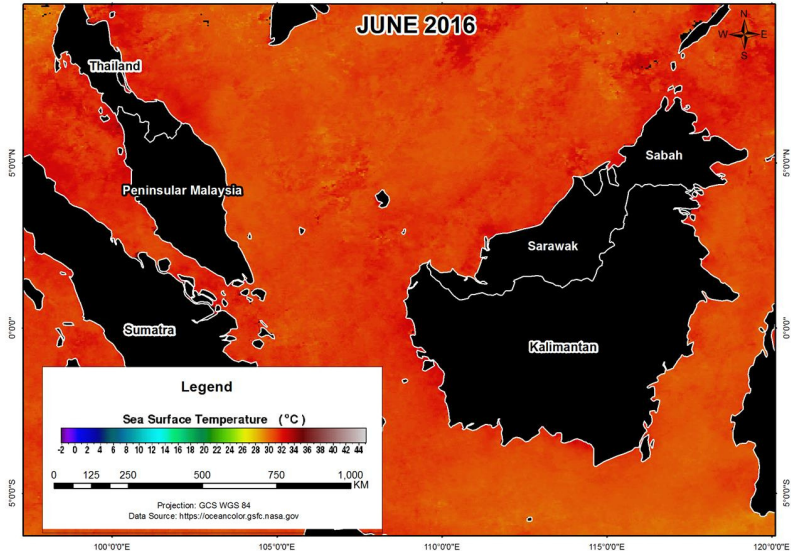 JUNE 2016
N
W E
S
Thailand
Sabah
Peninsular Malaysia
Sarawak
Sumatra
Kalimantan
5°0'0"N
0°0'0"
5°0'0"S
5°0'0"N
0°0'0"
5°0'0"S
Legend
Sea Surface Temperature (°C)
-2 0 2 4 6 8 10 12 14 16 18 20 22 24 26 28 30 32 34 36 38 40 42 44
0 125 250 500 750 1,000
KM
Projection: GCS WGS 84
Data Source: https://oceancolor.gsfc.nasa.gov
100°0'0"E 105°0'0"E 110°0'0"E 115°0'0"E 120°0'0"E